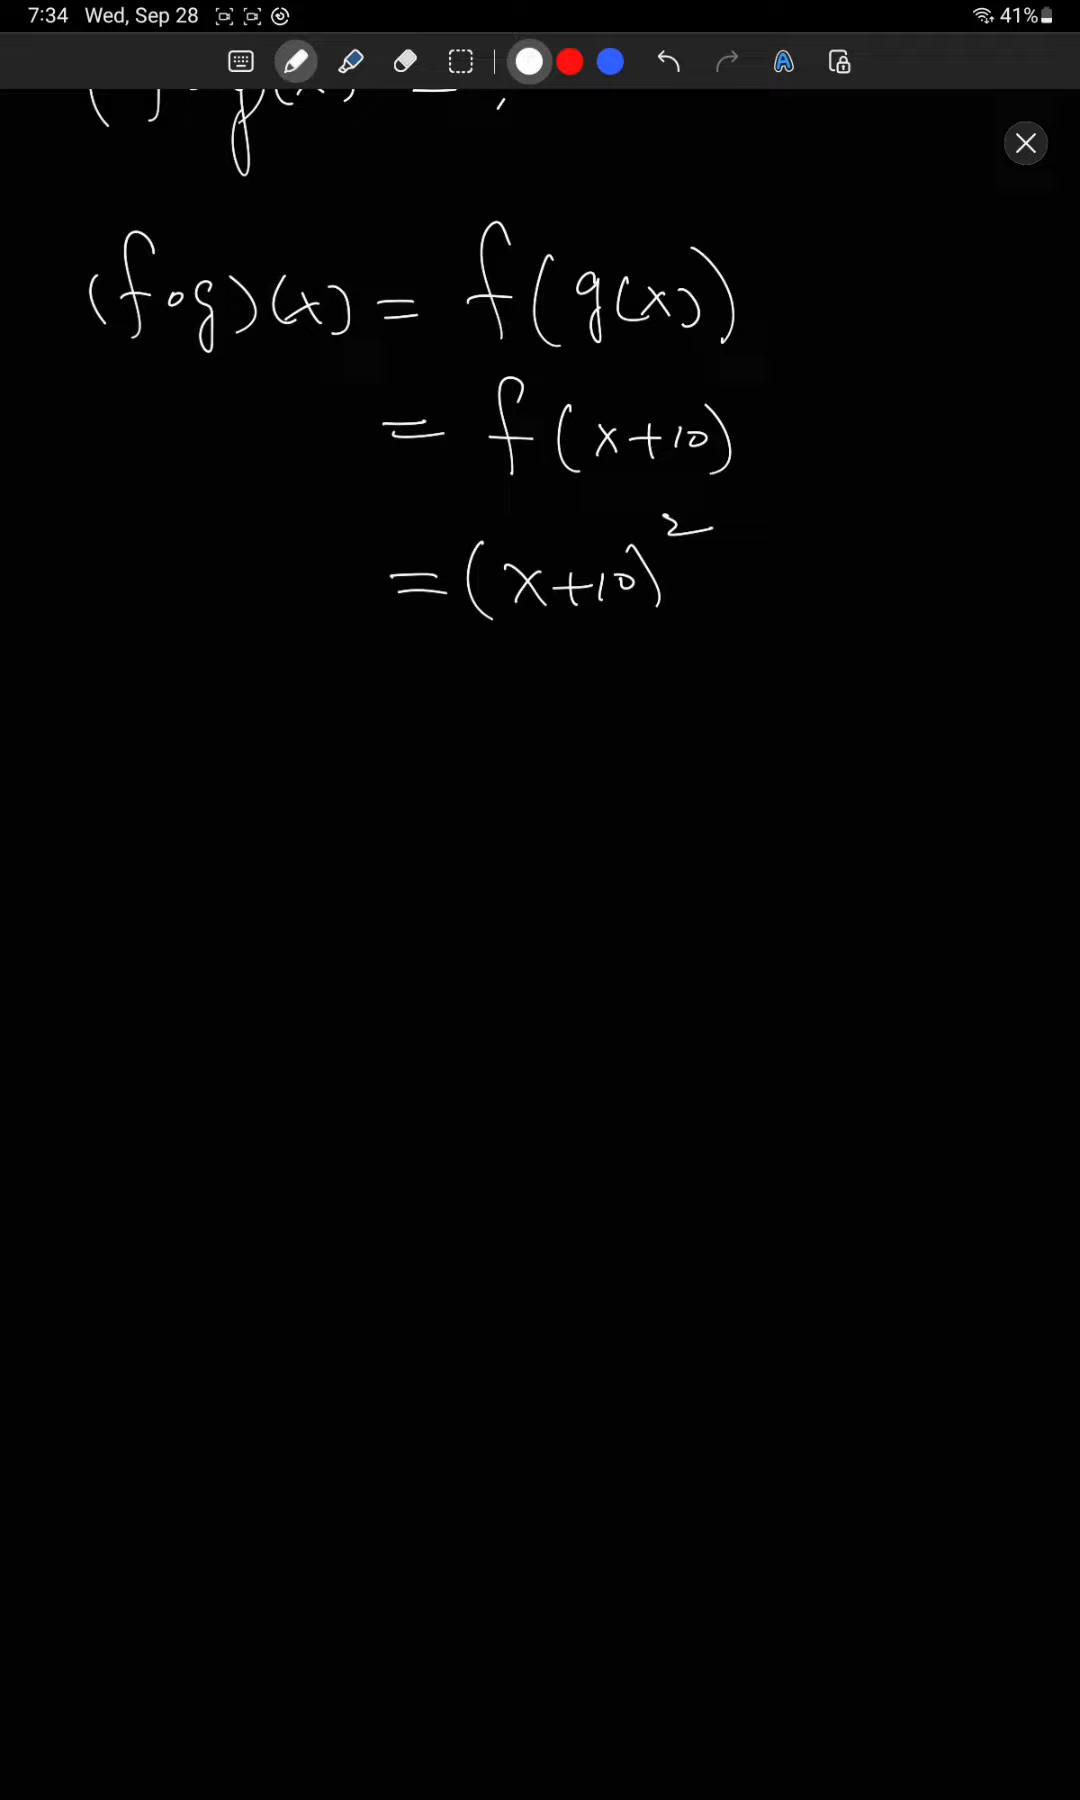 7:34 Wed, Sep 28 41%
(f∘g)(x) = f(g(x))
= f(x+10)
= (x+10)²